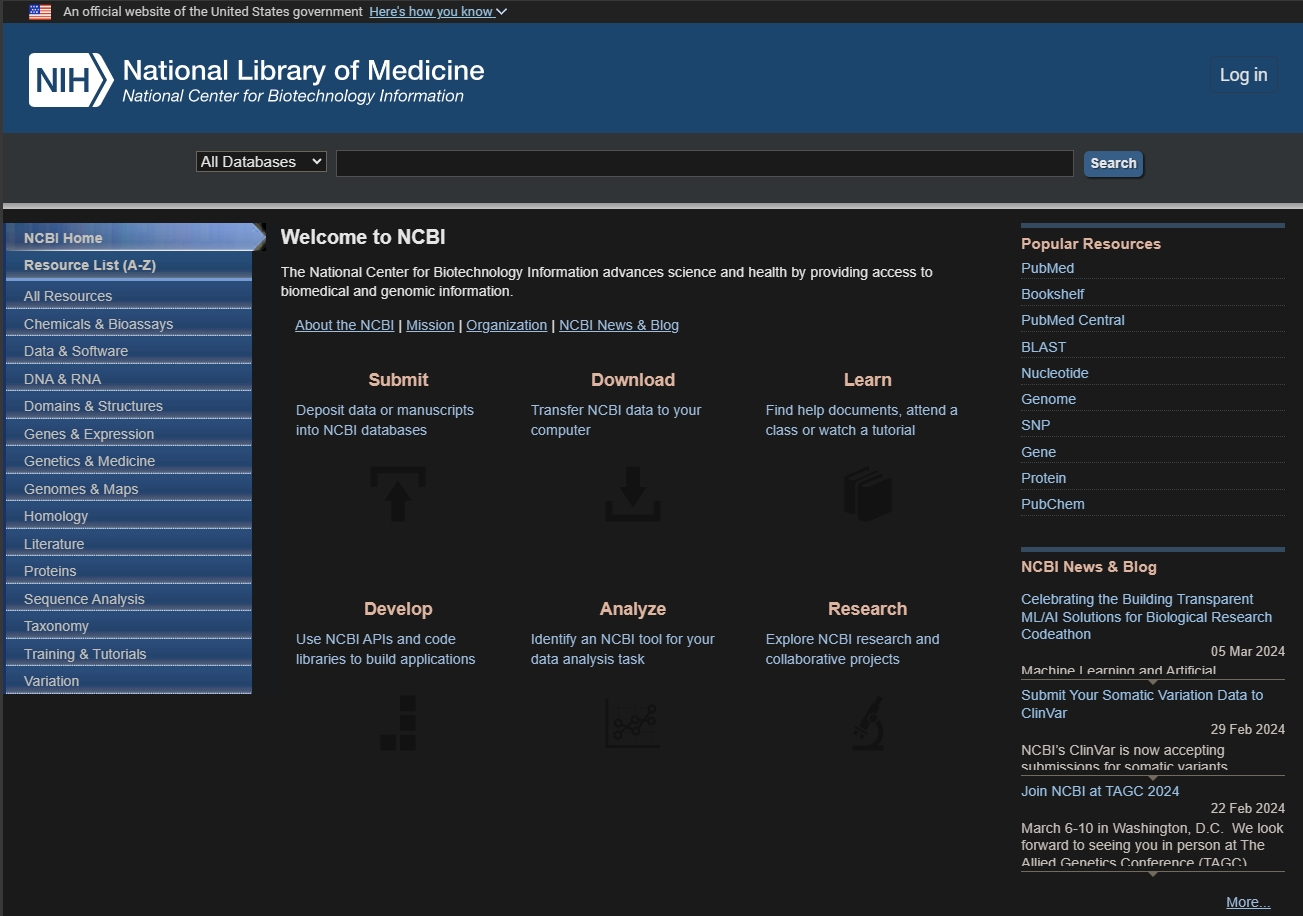 An official website of the United States government Here's how you know
NIH National Library of Medicine
National Center for Biotechnology Information
Log in
All Databases
Search
NCBI Home
Resource List (A-Z)
All Resources
Chemicals & Bioassays
Data & Software
DNA & RNA
Domains & Structures
Genes & Expression
Genetics & Medicine
Genomes & Maps
Homology
Literature
Proteins
Sequence Analysis
Taxonomy
Training & Tutorials
Variation
Welcome to NCBI
The National Center for Biotechnology Information advances science and health by providing access to
biomedical and genomic information.
About the NCBI | Mission | Organization | NCBI News & Blog
Submit
Deposit data or manuscripts
into NCBI databases
Download
Transfer NCBI data to your
computer
Learn
Find help documents, attend a
class or watch a tutorial
Develop
Use NCBI APIs and code
libraries to build applications
Analyze
Identify an NCBI tool for your
data analysis task
Research
Explore NCBI research and
collaborative projects
Popular Resources
PubMed
Bookshelf
PubMed Central
BLAST
Nucleotide
Genome
SNP
Gene
Protein
PubChem
NCBI News & Blog
Celebrating the Building Transparent
ML/AI Solutions for Biological Research
Codeathon
05 Mar 2024
Machine Learning and Artificial
Submit Your Somatic Variation Data to
ClinVar
29 Feb 2024
NCBI’s ClinVar is now accepting
submissions for somatic variants
Join NCBI at TAGC 2024
22 Feb 2024
March 6-10 in Washington, D.C. We look
forward to seeing you in person at The
Allied Genetics Conference (TAGC)
More...